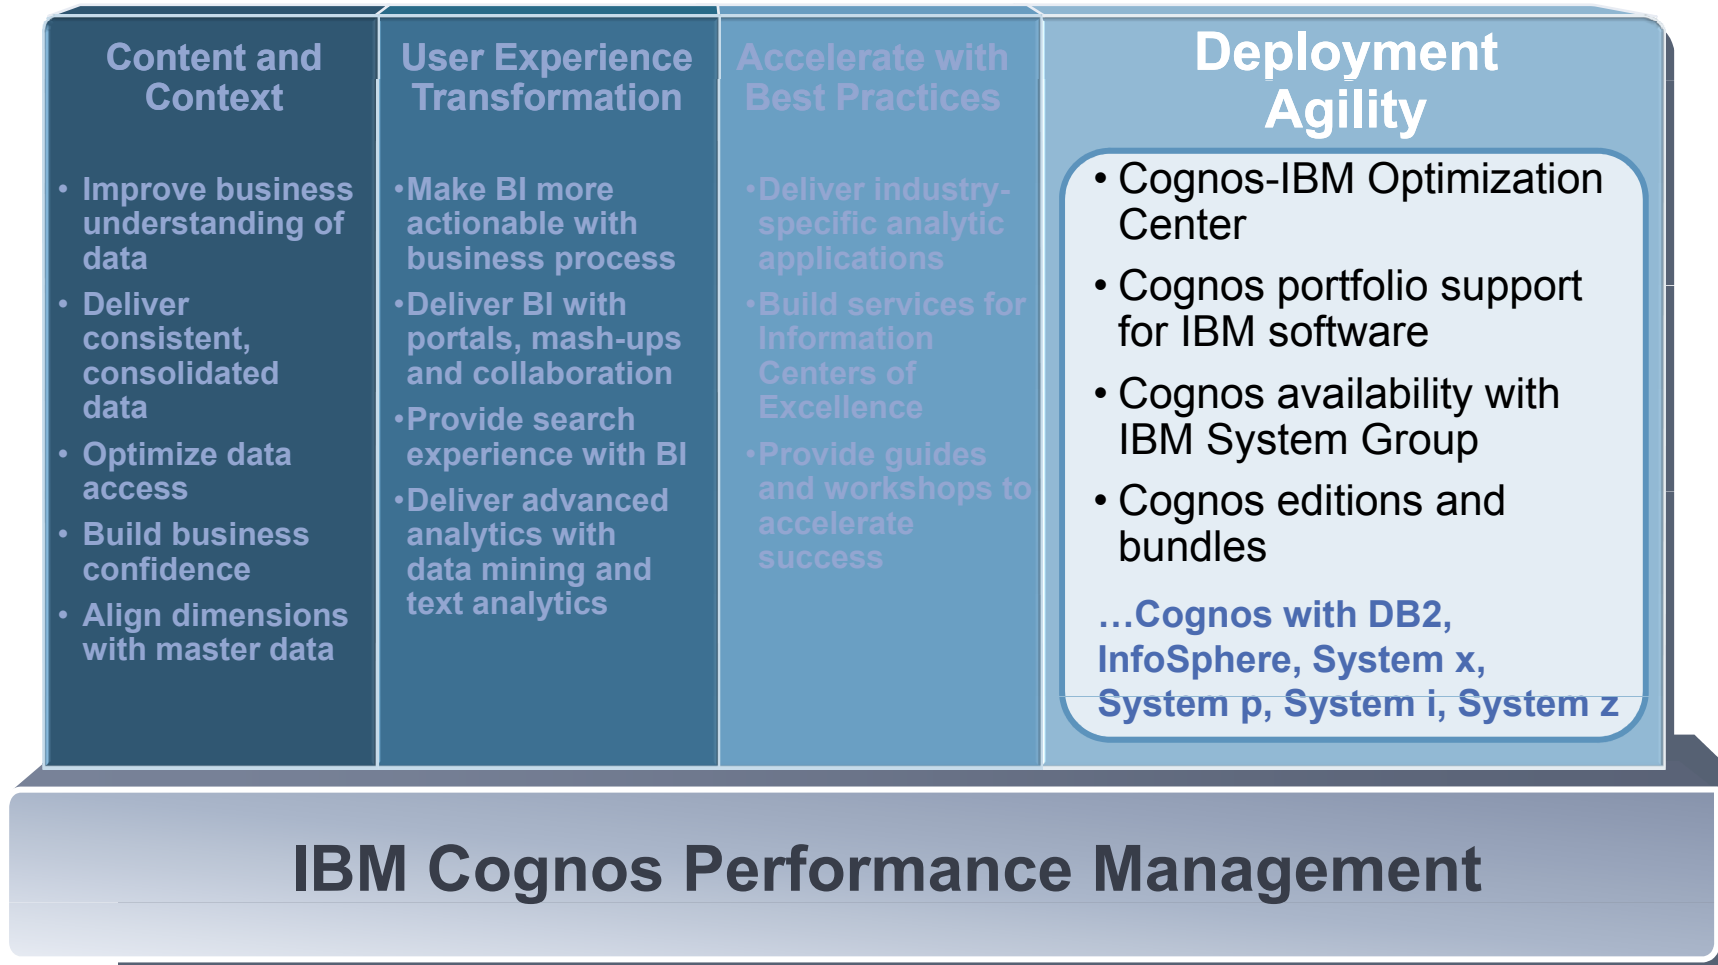 Content and
Context
• Improve business
understanding of
data
• Deliver
consistent,
consolidated
data
• Optimize data
access
• Build business
confidence
• Align dimensions
with master data
User Experience
Transformation
•Make BI more
actionable with
business process
•Deliver BI with
portals, mash-ups
and collaboration
•Provide search
experience with BI
•Deliver advanced
analytics with
data mining and
text analytics
Accelerate with
Best Practices
•Deliver industry-
specific analytic
applications
•Build services for
Information
Centers of
Excellence
•Provide guides
and workshops to
accelerate
success
Deployment
Agility
• Cognos-IBM Optimization
Center
• Cognos portfolio support
for IBM software
• Cognos availability with
IBM System Group
• Cognos editions and
bundles
…Cognos with DB2,
InfoSphere, System x,
System p, System i, System z
IBM Cognos Performance Management